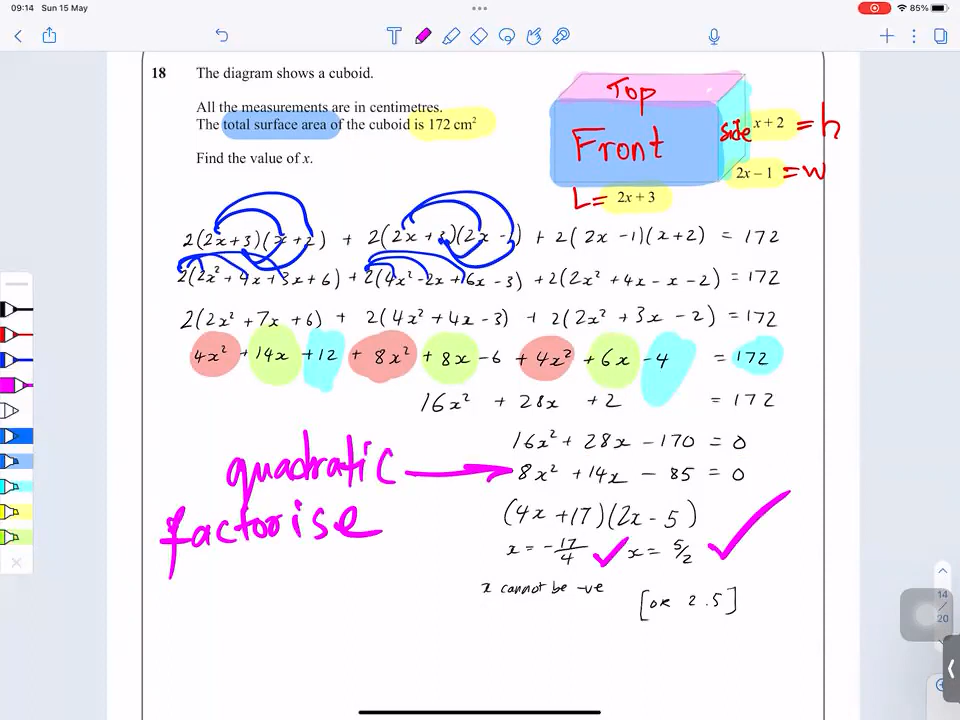 09:14 Sun 15 May
85%
18 The diagram shows a cuboid.
All the measurements are in centimetres.
The total surface area of the cuboid is 172 cm²
Find the value of x.
Top
Front
side
x + 2 = h
2x − 1 = w
L = 2x + 3
2(2x+3)(x+2) + 2(2x+3)(2x−1) + 2(2x−1)(x+2) = 172
2(2x² + 4x + 3x + 6) + 2(4x² − 2x + 6x − 3) + 2(2x² + 4x − x − 2) = 172
2(2x² + 7x + 6) + 2(4x² + 4x − 3) + 2(2x² + 3x − 2) = 172
4x² + 14x + 12 + 8x² + 8x − 6 + 4x² + 6x − 4 = 172
16x² + 28x + 2 = 172
16x² + 28x − 170 = 0
quadratic
8x² + 14x − 85 = 0
factorise
(4x + 17)(2x − 5)
x = −17/4 x = 5/2
x cannot be -ve
[or 2.5]
14
/
20